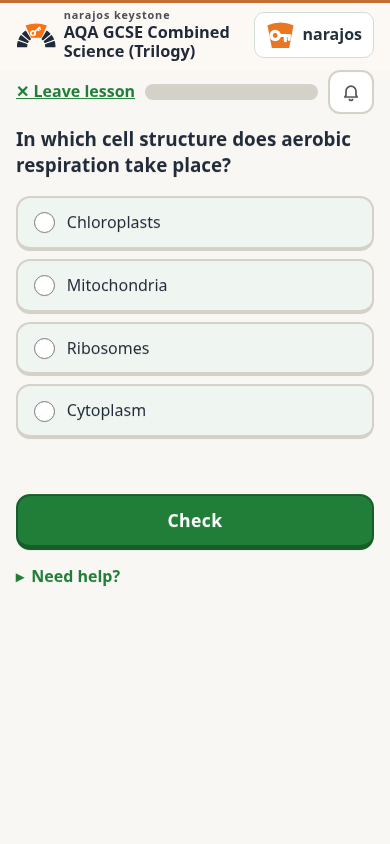 narajos keystone
AQA GCSE Combined
Science (Trilogy)
narajos
✕ Leave lesson
In which cell structure does aerobic
respiration take place?
Chloroplasts
Mitochondria
Ribosomes
Cytoplasm
Check
▸ Need help?